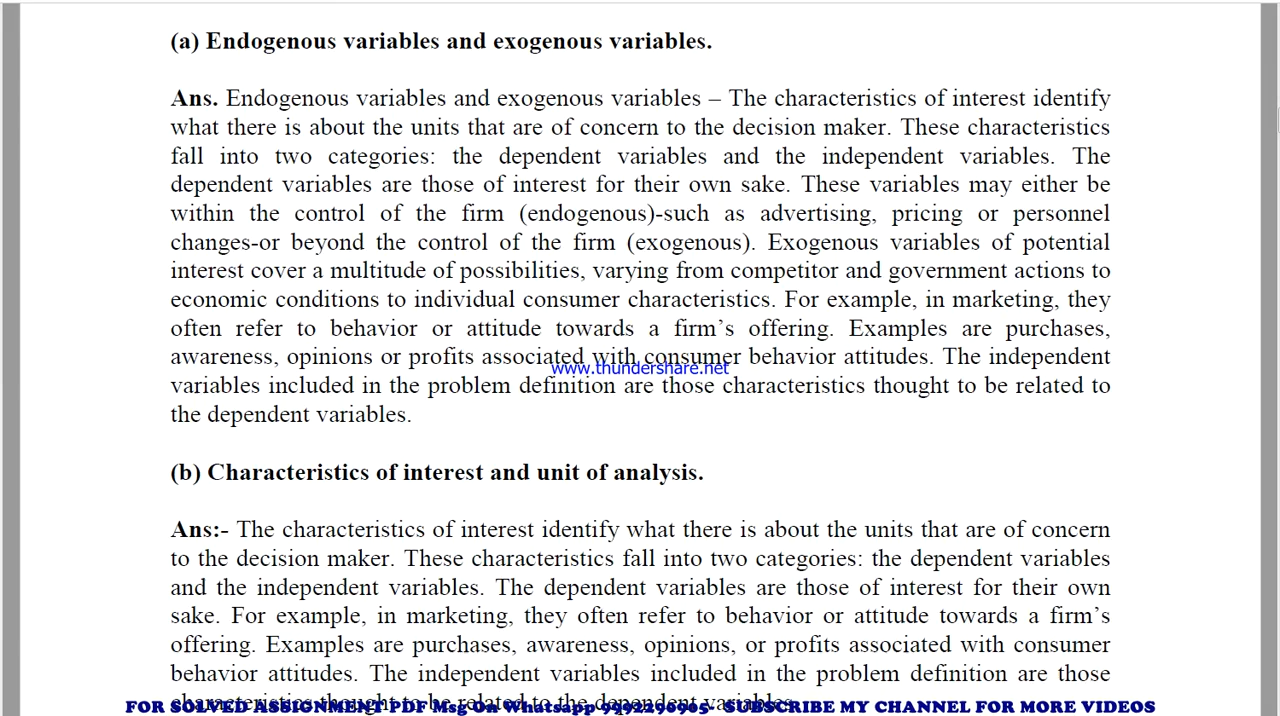 (a) Endogenous variables and exogenous variables.
Ans. Endogenous variables and exogenous variables – The characteristics of interest identify
what there is about the units that are of concern to the decision maker. These characteristics
fall into two categories: the dependent variables and the independent variables. The
dependent variables are those of interest for their own sake. These variables may either be
within the control of the firm (endogenous)-such as advertising, pricing or personnel
changes-or beyond the control of the firm (exogenous). Exogenous variables of potential
interest cover a multitude of possibilities, varying from competitor and government actions to
economic conditions to individual consumer characteristics. For example, in marketing, they
often refer to behavior or attitude towards a firm’s offering. Examples are purchases,
awareness, opinions or profits associated with consumer behavior attitudes. The independent
www.thundershare.net
variables included in the problem definition are those characteristics thought to be related to
the dependent variables.
(b) Characteristics of interest and unit of analysis.
Ans:- The characteristics of interest identify what there is about the units that are of concern
to the decision maker. These characteristics fall into two categories: the dependent variables
and the independent variables. The dependent variables are those of interest for their own
sake. For example, in marketing, they often refer to behavior or attitude towards a firm’s
offering. Examples are purchases, awareness, opinions, or profits associated with consumer
behavior attitudes. The independent variables included in the problem definition are those
characteristics thought to be related to the dependent variables.
FOR SOLVED ASSIGNMENT PDF Msg On Whatsapp 9192296905- SUBSCRIBE MY CHANNEL FOR MORE VIDEOS